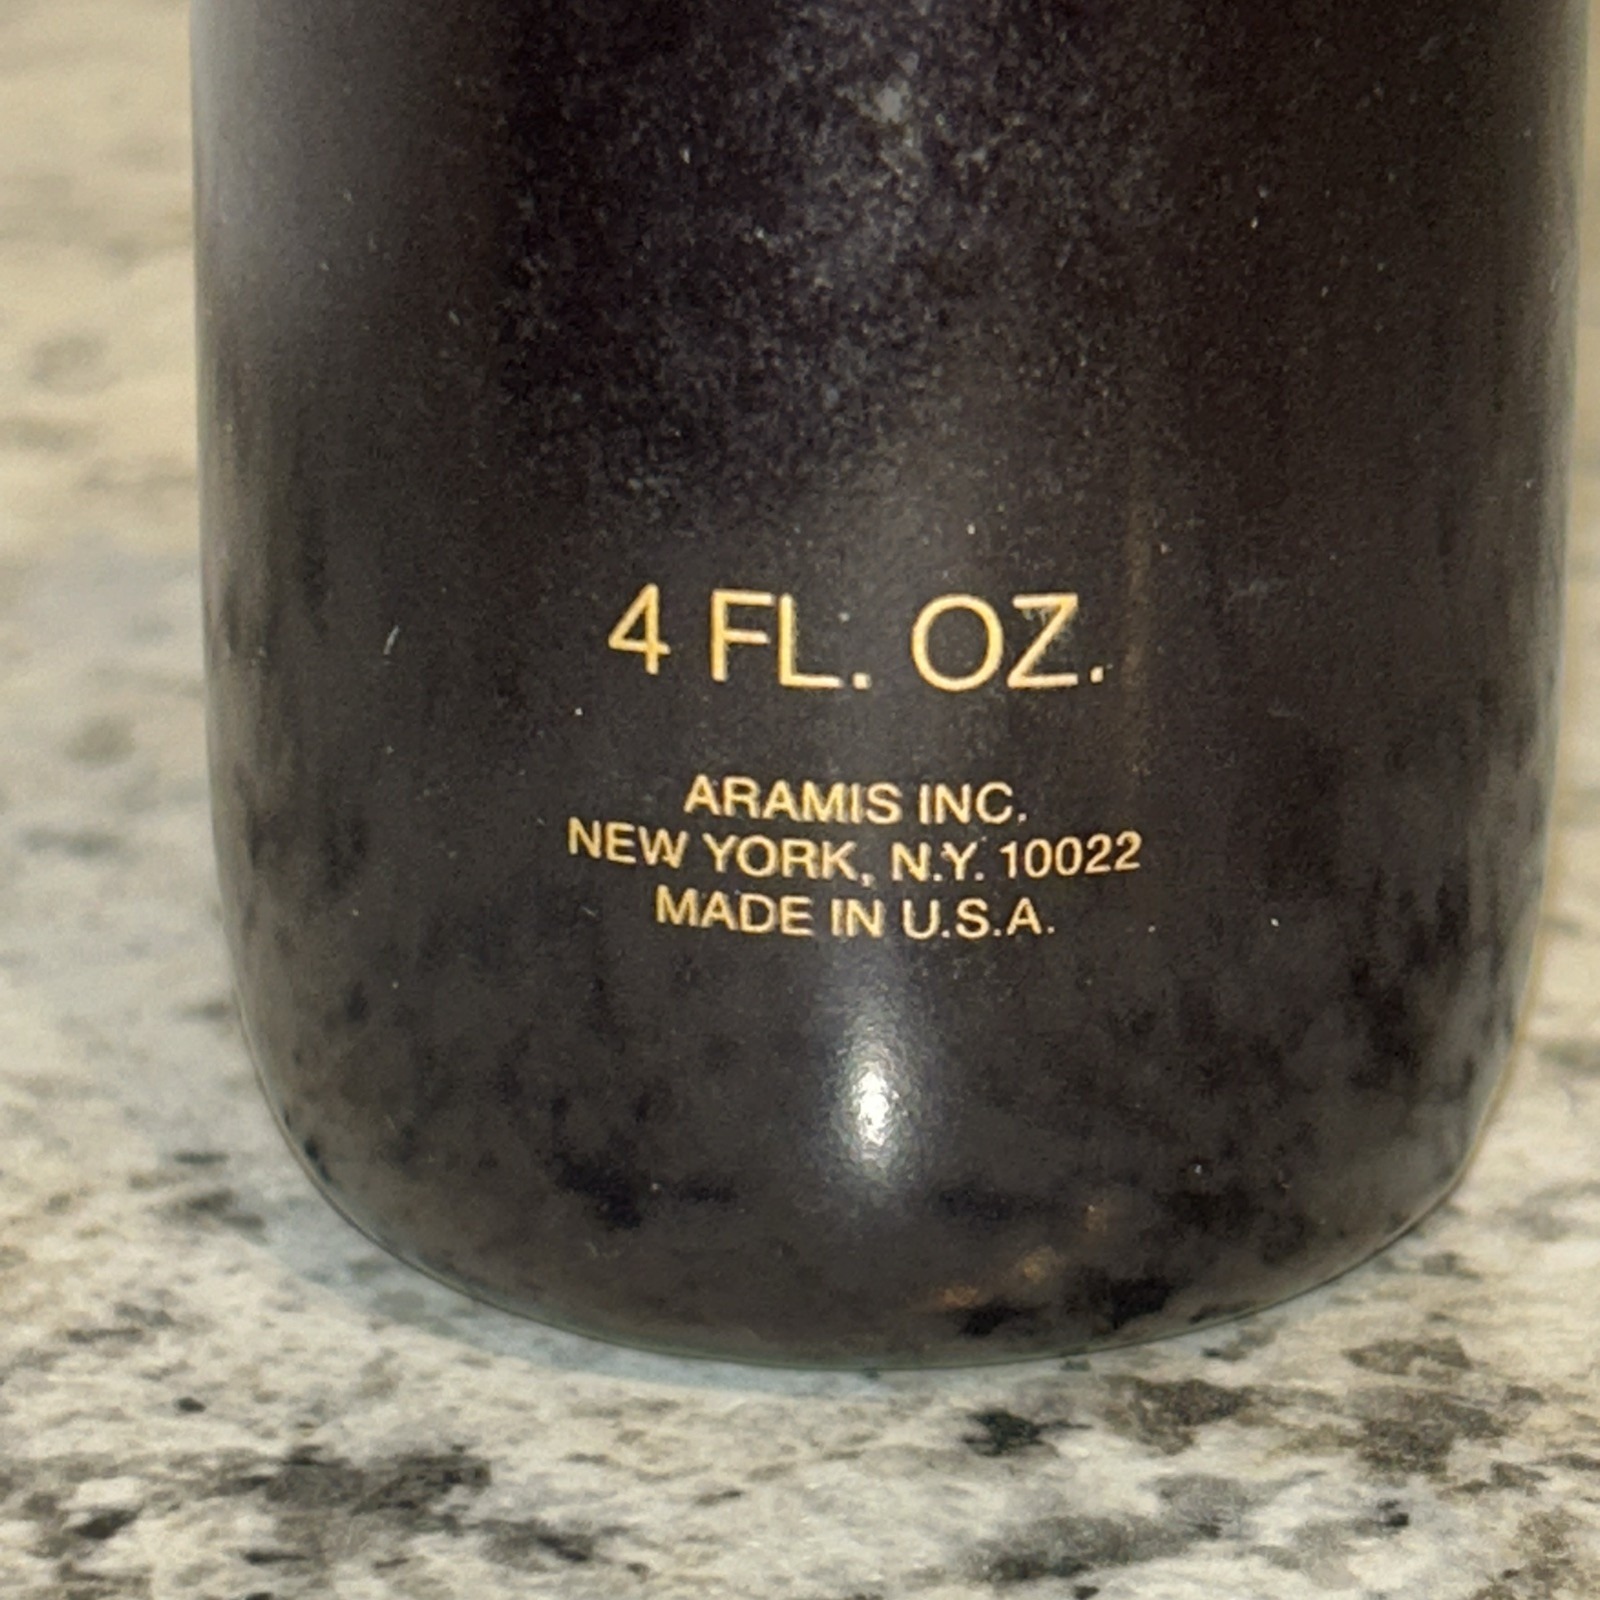 4 FL. OZ.
ARAMIS INC.
NEW YORK, N.Y. 10022
MADE IN U.S.A.